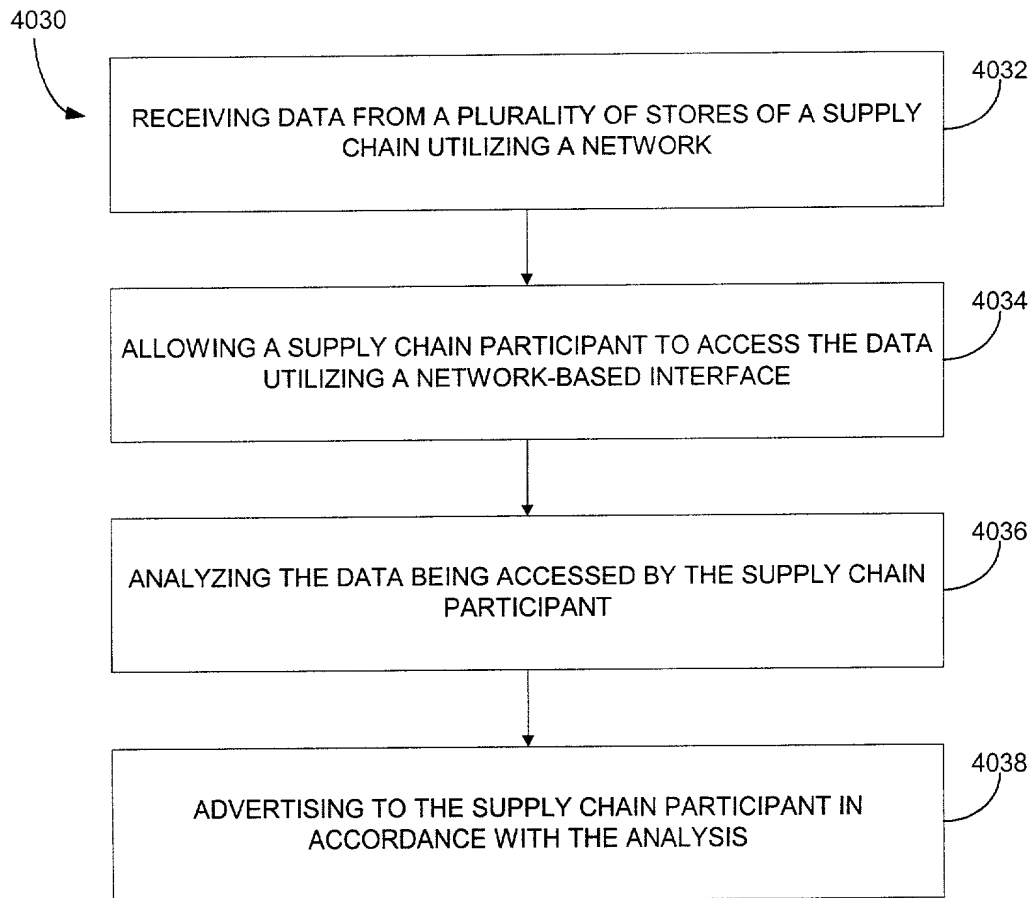 4030
4032
RECEIVING DATA FROM A PLURALITY OF STORES OF A SUPPLY
CHAIN UTILIZING A NETWORK
4034
ALLOWING A SUPPLY CHAIN PARTICIPANT TO ACCESS THE DATA
UTILIZING A NETWORK-BASED INTERFACE
4036
ANALYZING THE DATA BEING ACCESSED BY THE SUPPLY CHAIN
PARTICIPANT
4038
ADVERTISING TO THE SUPPLY CHAIN PARTICIPANT IN
ACCORDANCE WITH THE ANALYSIS